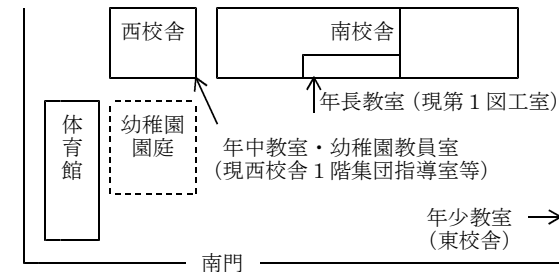 西校舎
南校舎
年長教室（現第１図工室）
体育館
幼稚園
園庭
年中教室・幼稚園教員室
（現西校舎１階集団指導室等）
年少教室
（東校舎）
南門